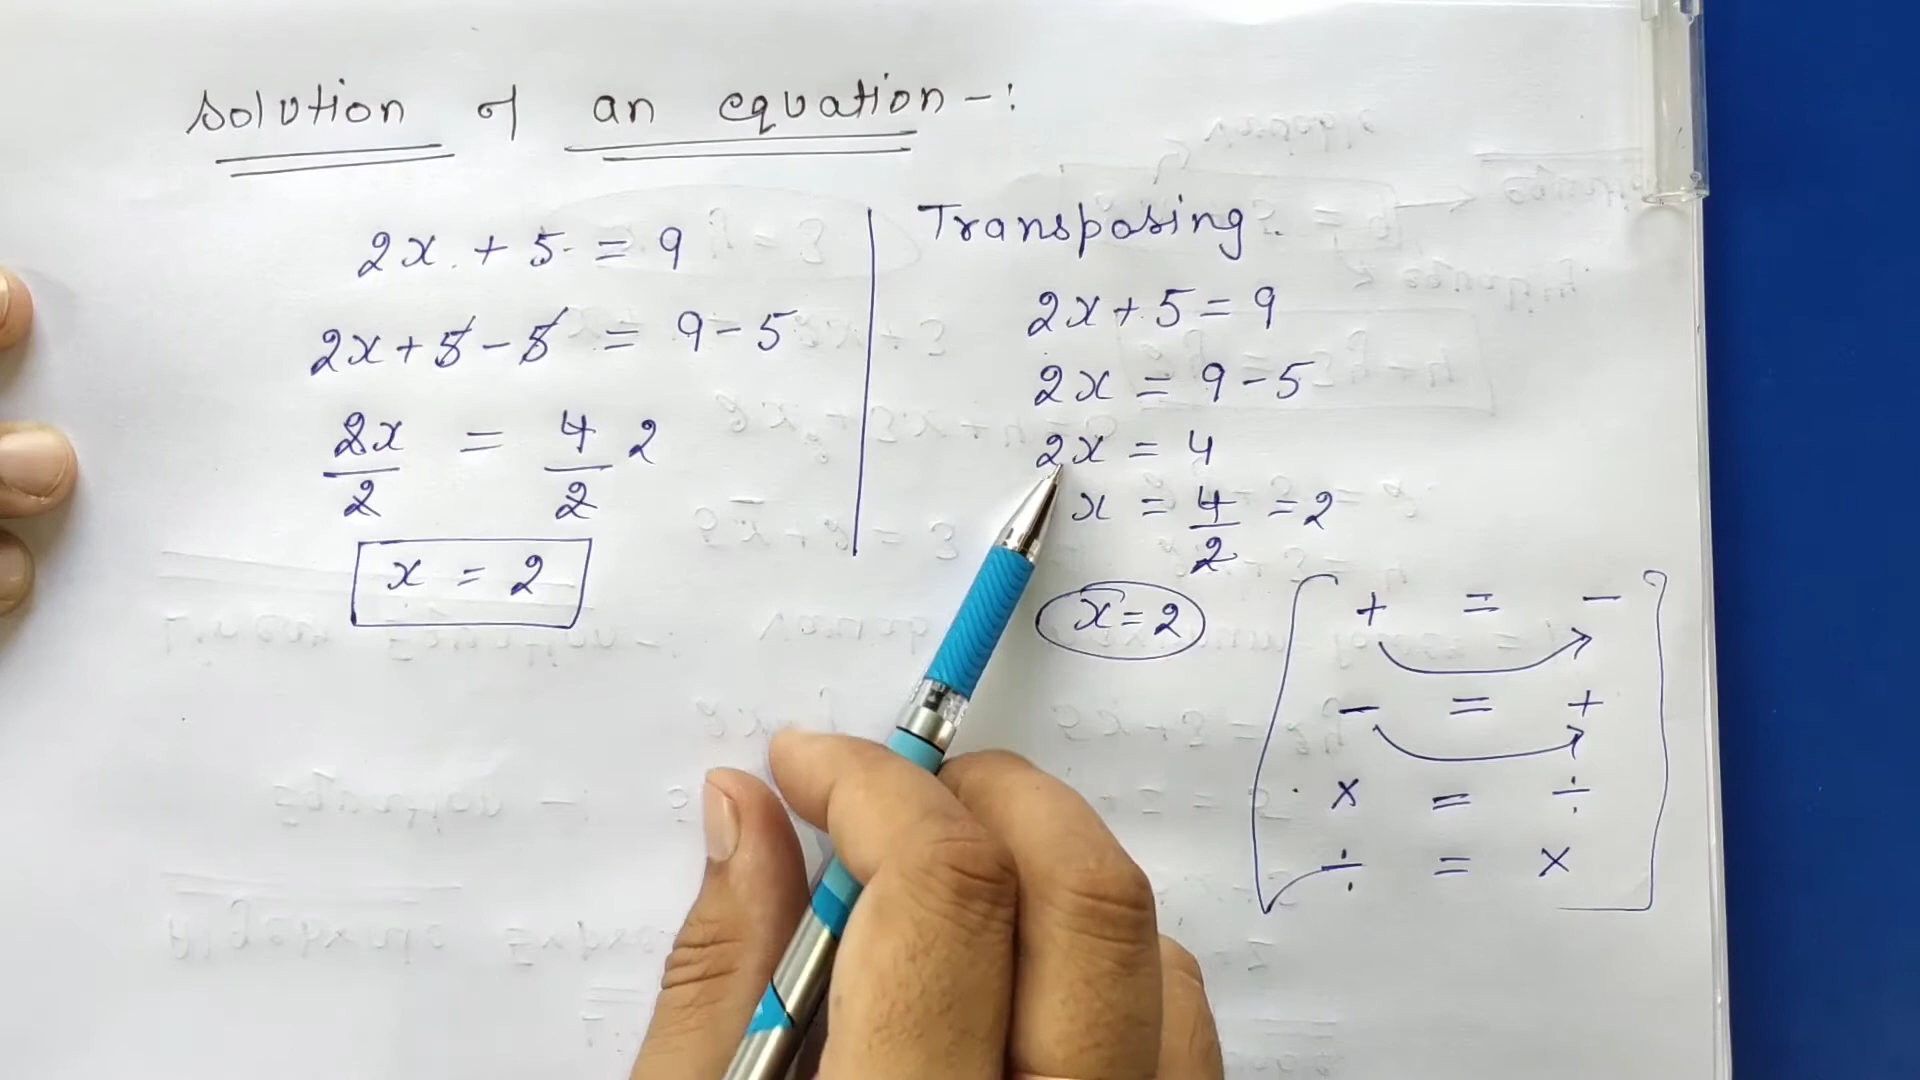 Solution of an equation -:
2x + 5 = 9
2x + 5 - 5 = 9 - 5
2x/2 = 4/2 2
x = 2
Transposing
2x + 5 = 9
2x = 9 - 5
2x = 4
x = 4/2 = 2
x = 2
+ = -
- = +
× = ÷
÷ = ×